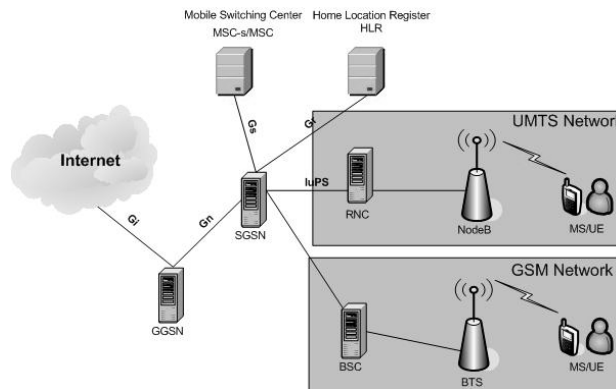 Mobile Switching Center
MSC-s/MSC
Home Location Register
HLR
UMTS Network
Gs
Gr
Internet
IuPS
RNC
NodeB
MS/UE
SGSN
Gi
Gn
GSM Network
GGSN
BSC
BTS
MS/UE